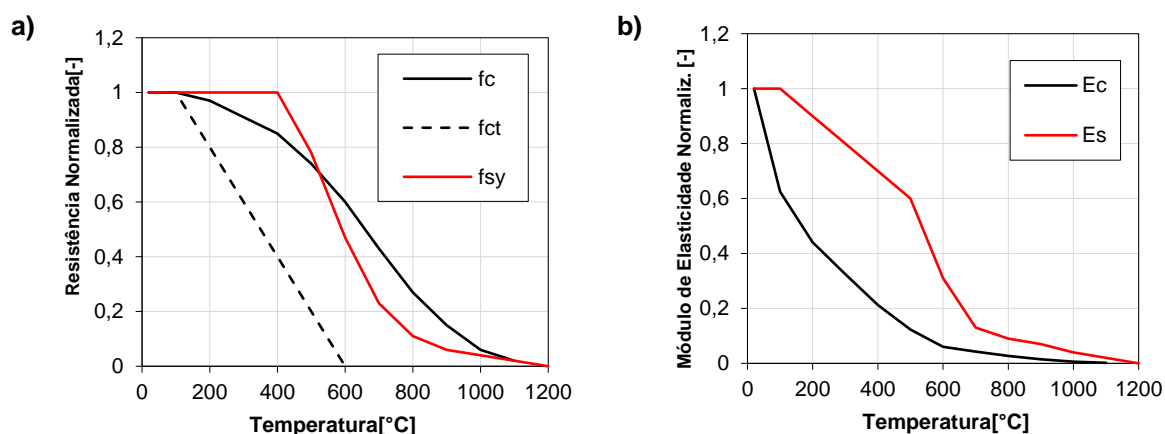 a)
Resistência Normalizada[-]
1,2
1
0,8
0,6
0,4
0,2
0
0 200 400 600 800 1000 1200
Temperatura[°C]
fc
fct
fsy
b)
Módulo de Elasticidade Normaliz. [-]
1,2
1
0,8
0,6
0,4
0,2
0
0 200 400 600 800 1000 1200
Temperatura[°C]
Ec
Es